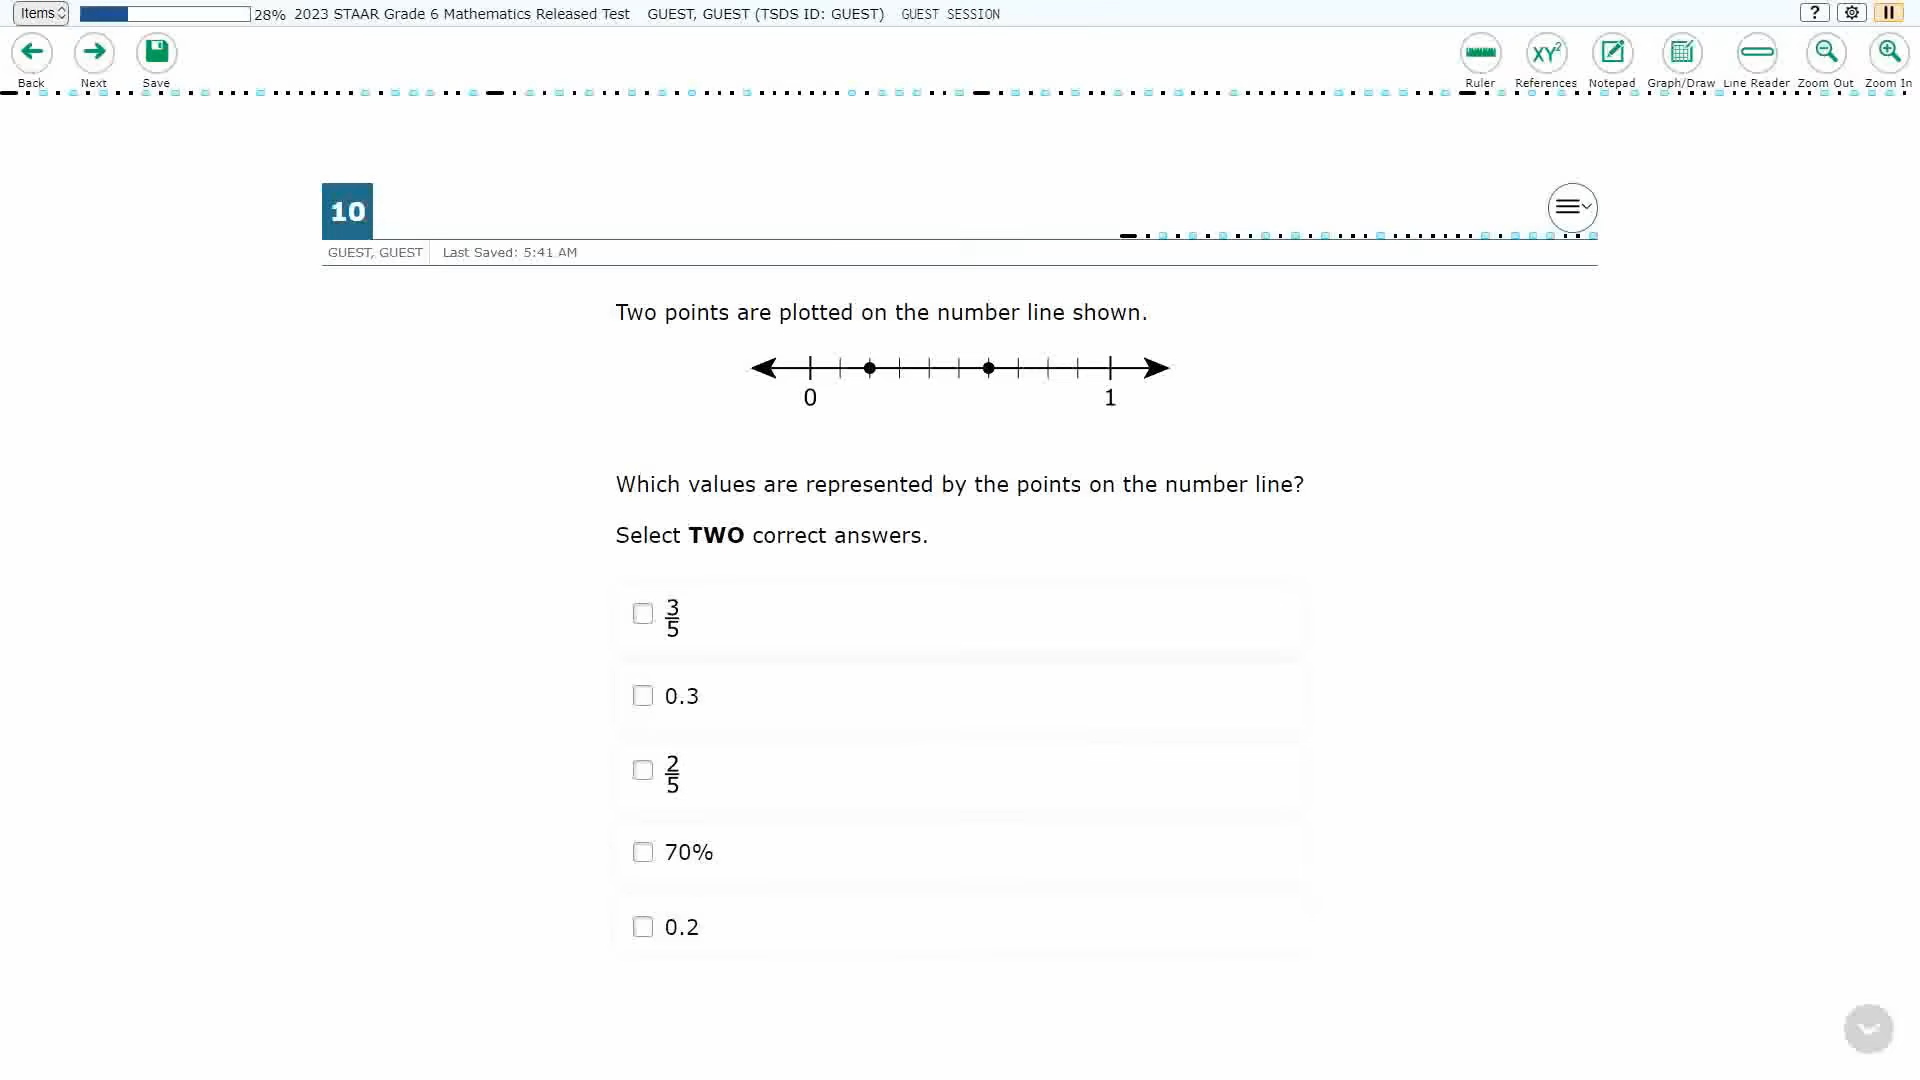 Items 28% 2023 STAAR Grade 6 Mathematics Released Test GUEST, GUEST (TSDS ID: GUEST) GUEST SESSION ?
Back Next Save Ruler References Notepad Graph/Draw Line Reader Zoom Out Zoom In
XY²
10
GUEST, GUEST Last Saved: 5:41 AM
Two points are plotted on the number line shown.
0 1
Which values are represented by the points on the number line?
Select TWO correct answers.
3/5
0.3
2/5
70%
0.2